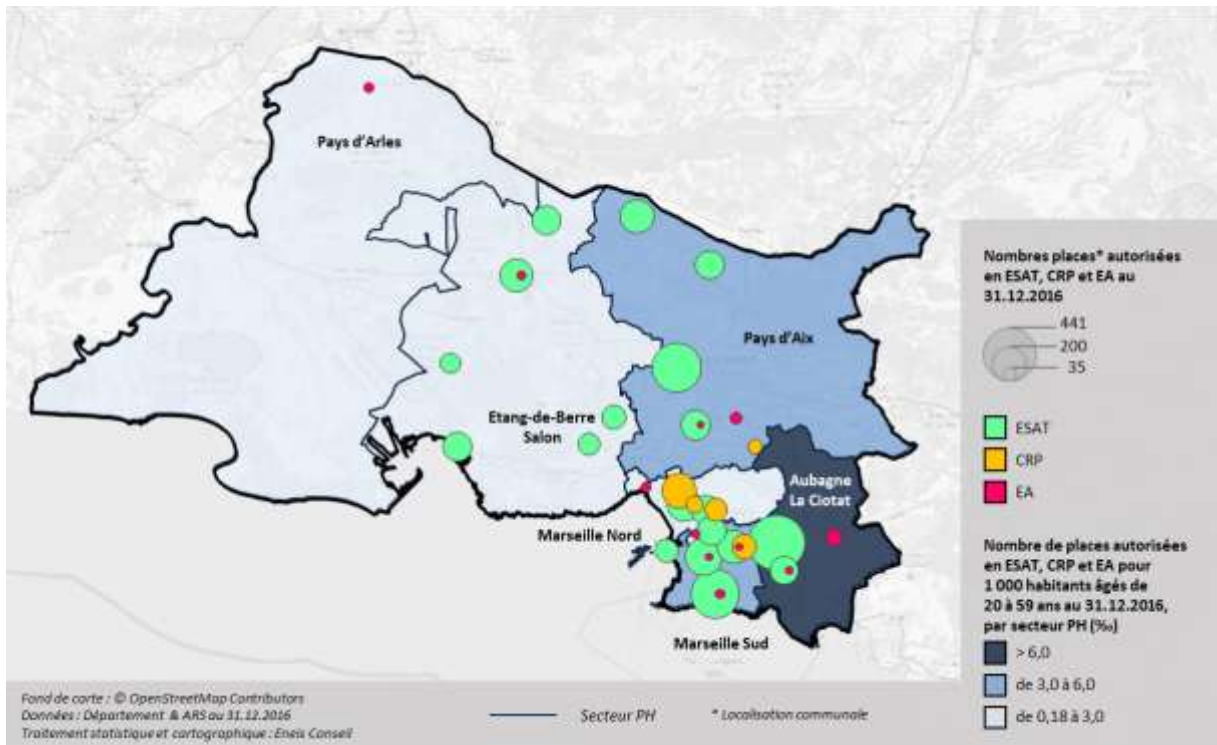 Pays d'Arles
Pays d'Aix
Etang-de-Berre
Salon
Aubagne
La Ciotat
Marseille Nord
Marseille Sud
Nombres places* autorisées
en ESAT, CRP et EA au
31.12.2016
441
200
35
ESAT
CRP
EA
Nombre de places autorisées
en ESAT, CRP et EA pour
1 000 habitants âgés de
20 à 59 ans au 31.12.2016,
par secteur PH (‰)
> 6,0
de 3,0 à 6,0
de 0,18 à 3,0
Fond de carte : © OpenStreetMap Contributors
Données : Département & ARS au 31.12.2016
Traitement statistique et cartographique : Eneis Conseil
Secteur PH
* Localisation communale